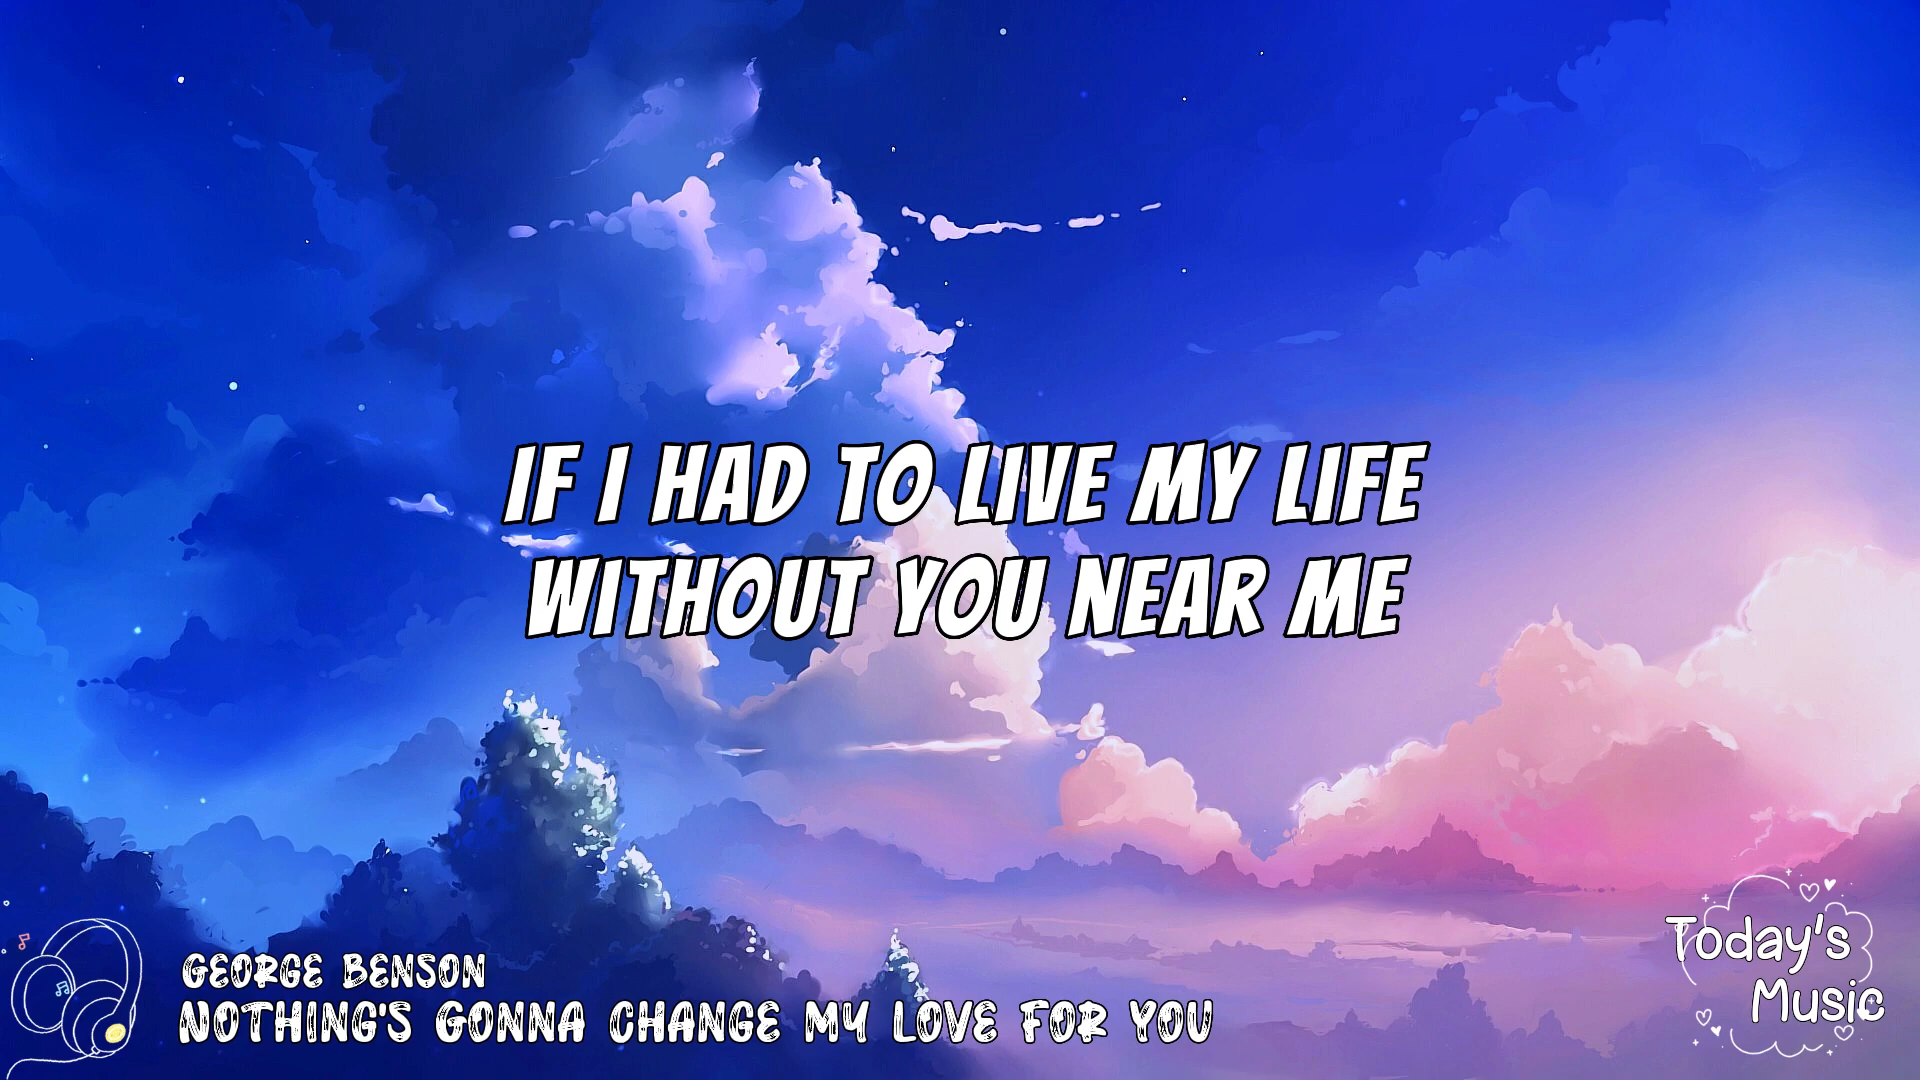 IF I HAD TO LIVE MY LIFE
WITHOUT YOU NEAR ME
GEORGE BENSON
NOTHING'S GONNA CHANGE MY LOVE FOR YOU
Today's
Music